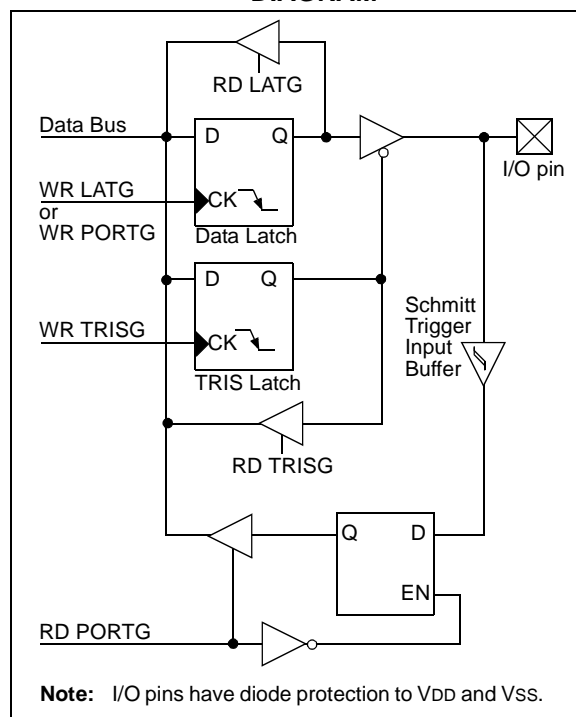 DIAGRAM
RD LATG
Data Bus
D Q
I/O pin
WR LATG
or
WR PORTG
CK
Data Latch
D Q
WR TRISG
CK
TRIS Latch
Schmitt
Trigger
Input
Buffer
RD TRISG
Q D
EN
RD PORTG
Note: I/O pins have diode protection to VDD and VSS.